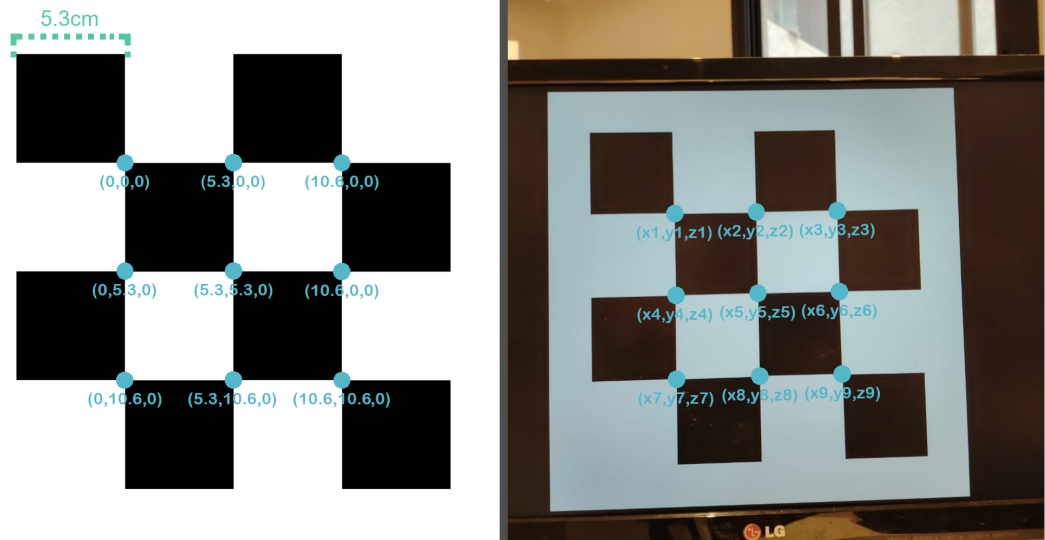 5.3cm
(0,0,0) (5.3,0,0) (10.6,0,0)
(0,5.3,0) (5.3,5.3,0) (10.6,0,0)
(0,10.6,0) (5.3,10.6,0) (10.6,10.6,0)
(x1,y1,z1) (x2,y2,z2) (x3,y3,z3)
(x4,y4,z4) (x5,y5,z5) (x6,y6,z6)
(x7,y7,z7) (x8,y8,z8) (x9,y9,z9)
LG